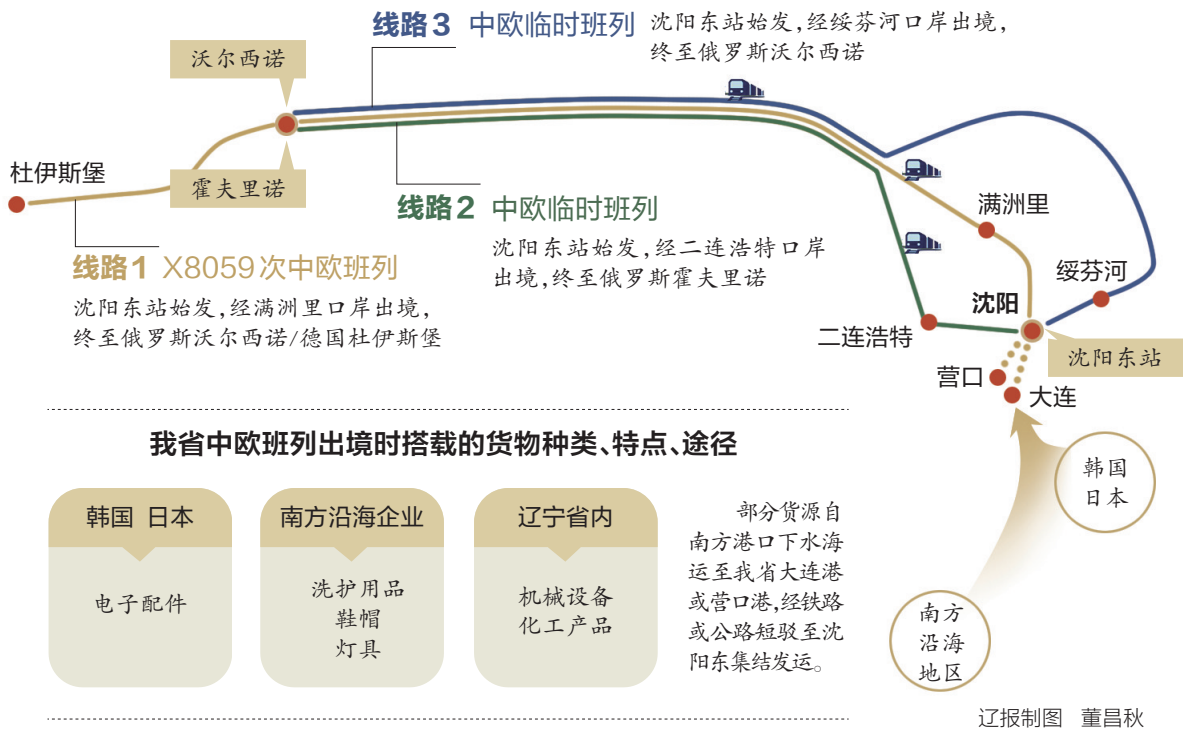 线路3 中欧临时班列
沈阳东站始发,经绥芬河口岸出境,
终至俄罗斯沃尔西诺
沃尔西诺
杜伊斯堡
霍夫里诺
线路2 中欧临时班列
沈阳东站始发,经二连浩特口岸
出境,终至俄罗斯霍夫里诺
满洲里
线路1 X8059次中欧班列
沈阳东站始发,经满洲里口岸出境,
终至俄罗斯沃尔西诺/德国杜伊斯堡
绥芬河
沈阳
二连浩特
沈阳东站
营口
大连
我省中欧班列出境时搭载的货物种类、特点、途径
韩国 日本
电子配件
南方沿海企业
洗护用品
鞋帽
灯具
辽宁省内
机械设备
化工产品
部分货源自
南方港口下水海
运至我省大连港
或营口港,经铁路
或公路短驳至沈
阳东集结发运。
韩国
日本
南方
沿海
地区
辽报制图 董昌秋